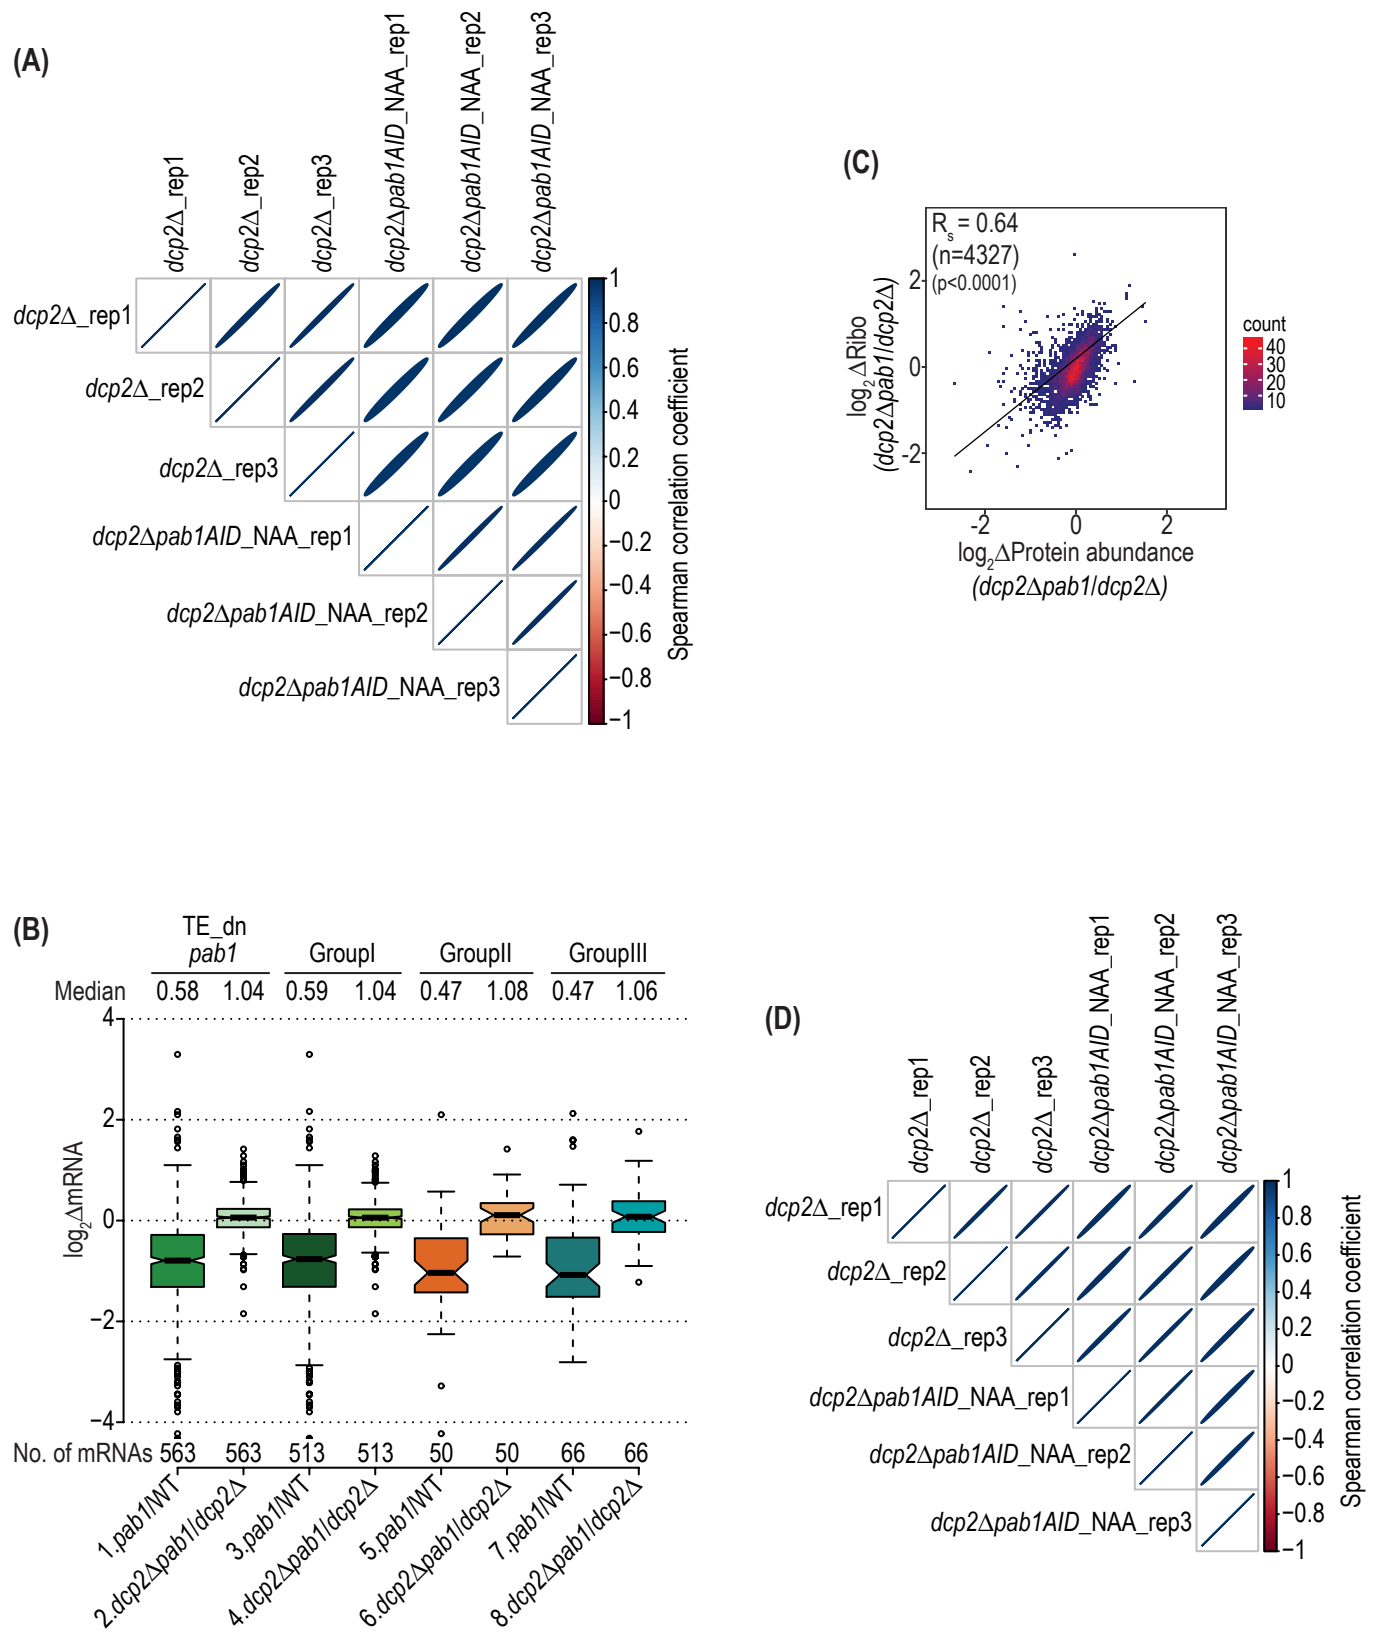 (A)
dcp2Δ_rep1
dcp2Δ_rep2
dcp2Δ_rep3
dcp2Δpab1AID_NAA_rep1
dcp2Δpab1AID_NAA_rep2
dcp2Δpab1AID_NAA_rep3
dcp2Δ_rep1
dcp2Δ_rep2
dcp2Δ_rep3
dcp2Δpab1AID_NAA_rep1
dcp2Δpab1AID_NAA_rep2
dcp2Δpab1AID_NAA_rep3
1
0.8
0.6
0.4
0.2
0
−0.2
−0.4
−0.6
−0.8
−1
Spearman correlation coefficient
(C)
Rs = 0.64
(n=4327)
(p<0.0001)
2
0
-2
log2ΔRibo
(dcp2Δpab1/dcp2Δ)
-2 0 2
log2ΔProtein abundance
(dcp2Δpab1/dcp2Δ)
count
40
30
20
10
(B)
TE_dn
pab1 GroupI GroupII GroupIII
Median 0.58 1.04 0.59 1.04 0.47 1.08 0.47 1.06
4
2
0
−2
−4
log2ΔmRNA
No. of mRNAs 563 563 513 513 50 50 66 66
1.pab1/WT
2.dcp2Δpab1/dcp2Δ
3.pab1/WT
4.dcp2Δpab1/dcp2Δ
5.pab1/WT
6.dcp2Δpab1/dcp2Δ
7.pab1/WT
8.dcp2Δpab1/dcp2Δ
(D)
dcp2Δ_rep1
dcp2Δ_rep2
dcp2Δ_rep3
dcp2Δpab1AID_NAA_rep1
dcp2Δpab1AID_NAA_rep2
dcp2Δpab1AID_NAA_rep3
dcp2Δ_rep1
dcp2Δ_rep2
dcp2Δ_rep3
dcp2Δpab1AID_NAA_rep1
dcp2Δpab1AID_NAA_rep2
dcp2Δpab1AID_NAA_rep3
1
0.8
0.6
0.4
0.2
0
−0.2
−0.4
−0.6
−0.8
−1
Spearman correlation coefficient